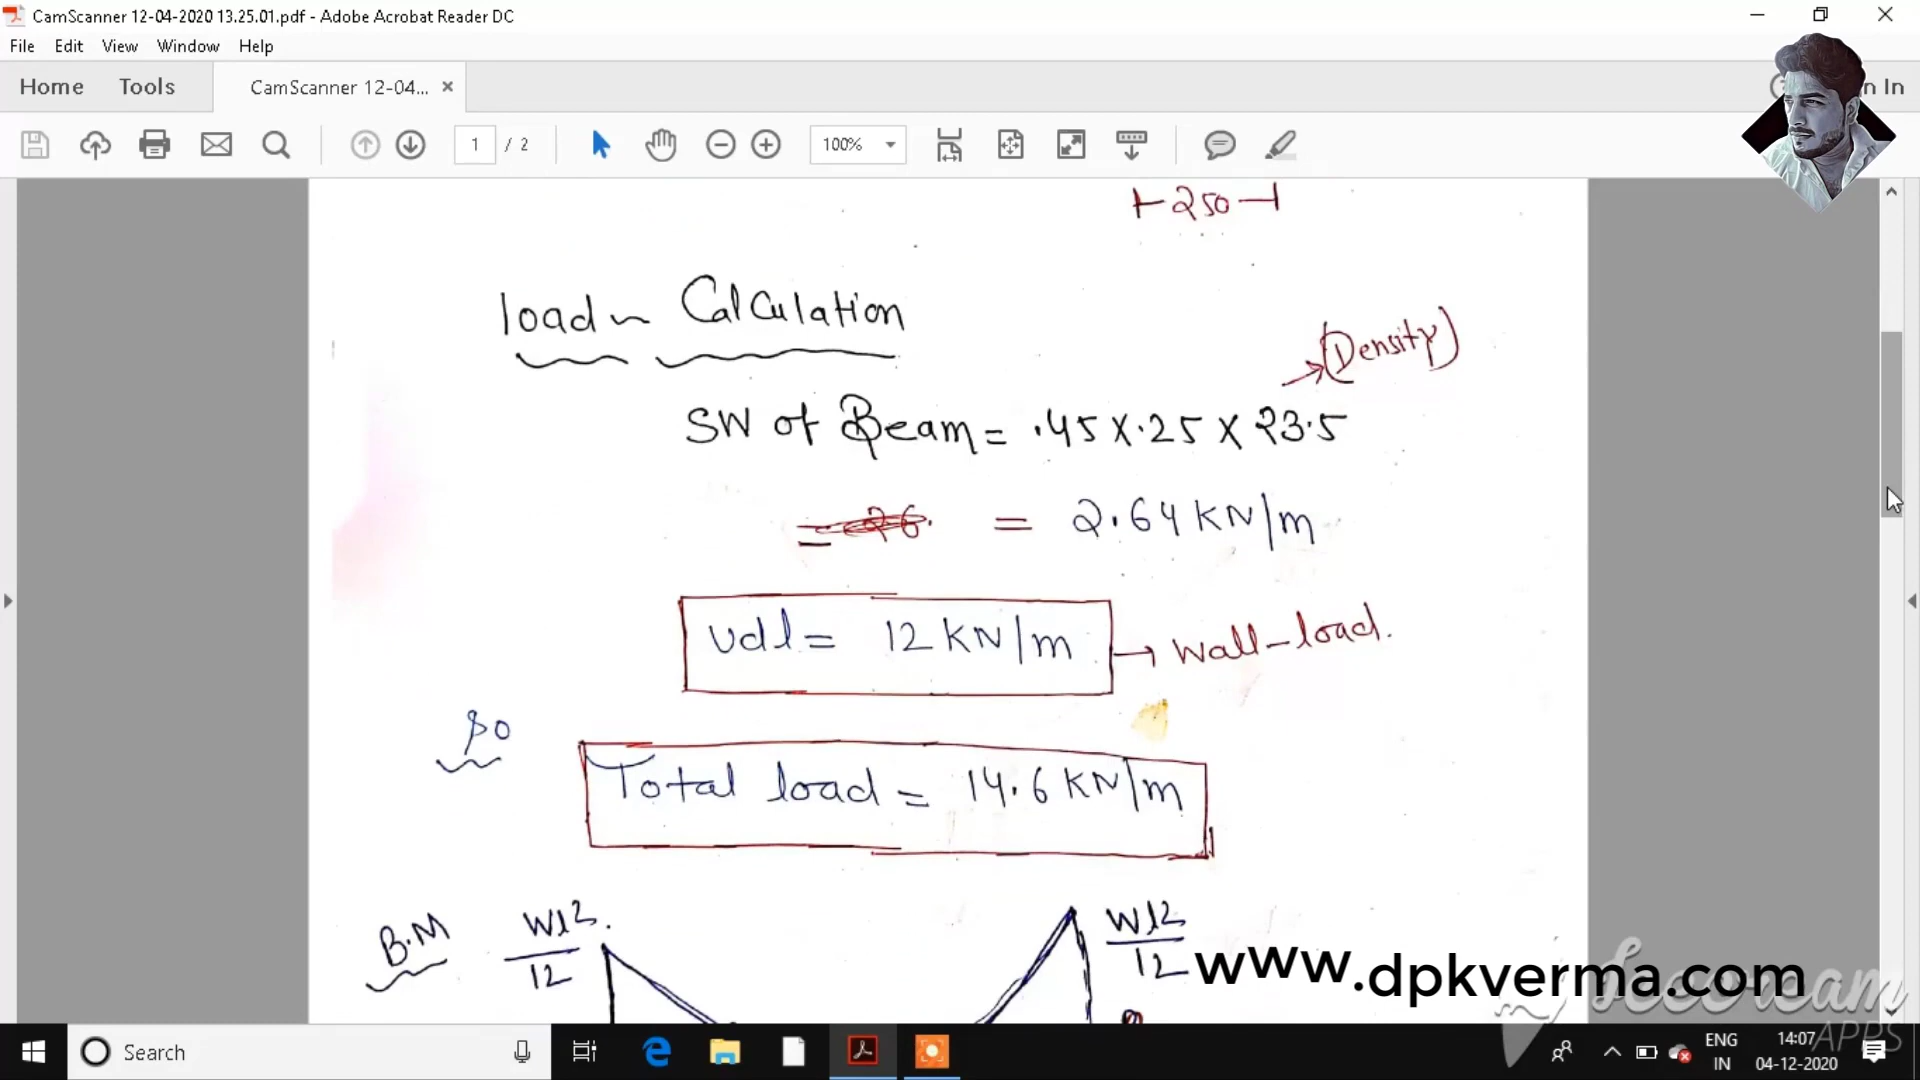 CamScanner 12-04-2020 13.25.01.pdf - Adobe Acrobat Reader DC
File Edit View Window Help
Home Tools CamScanner 12-04... × n In
1 / 2 100%
250
Load Calculation
(Density)
SW of Beam = .45 X .25 X 23.5
= 26 = 2.64 KN/m
Udl = 12 KN/m → Wall-load.
So
Total load = 14.6 KN/m
B.M Wl²/12 Wl²/12
www.dpkverma.com
Icecream
APPS
Search
ENG
IN
14:07
04-12-2020